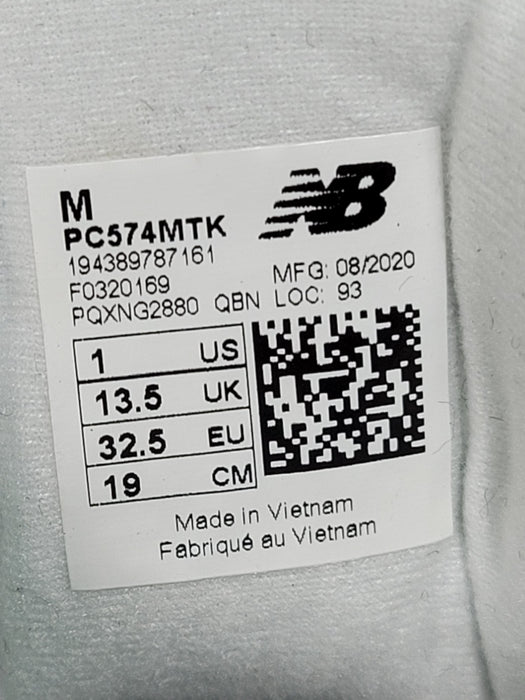 M
NB
PC574MTK
194389787161
F0320169
MFG: 08/2020
PQXNG2880 QBN LOC: 93
1 US
13.5 UK
32.5 EU
19 CM
Made in Vietnam
Fabriqué au Vietnam